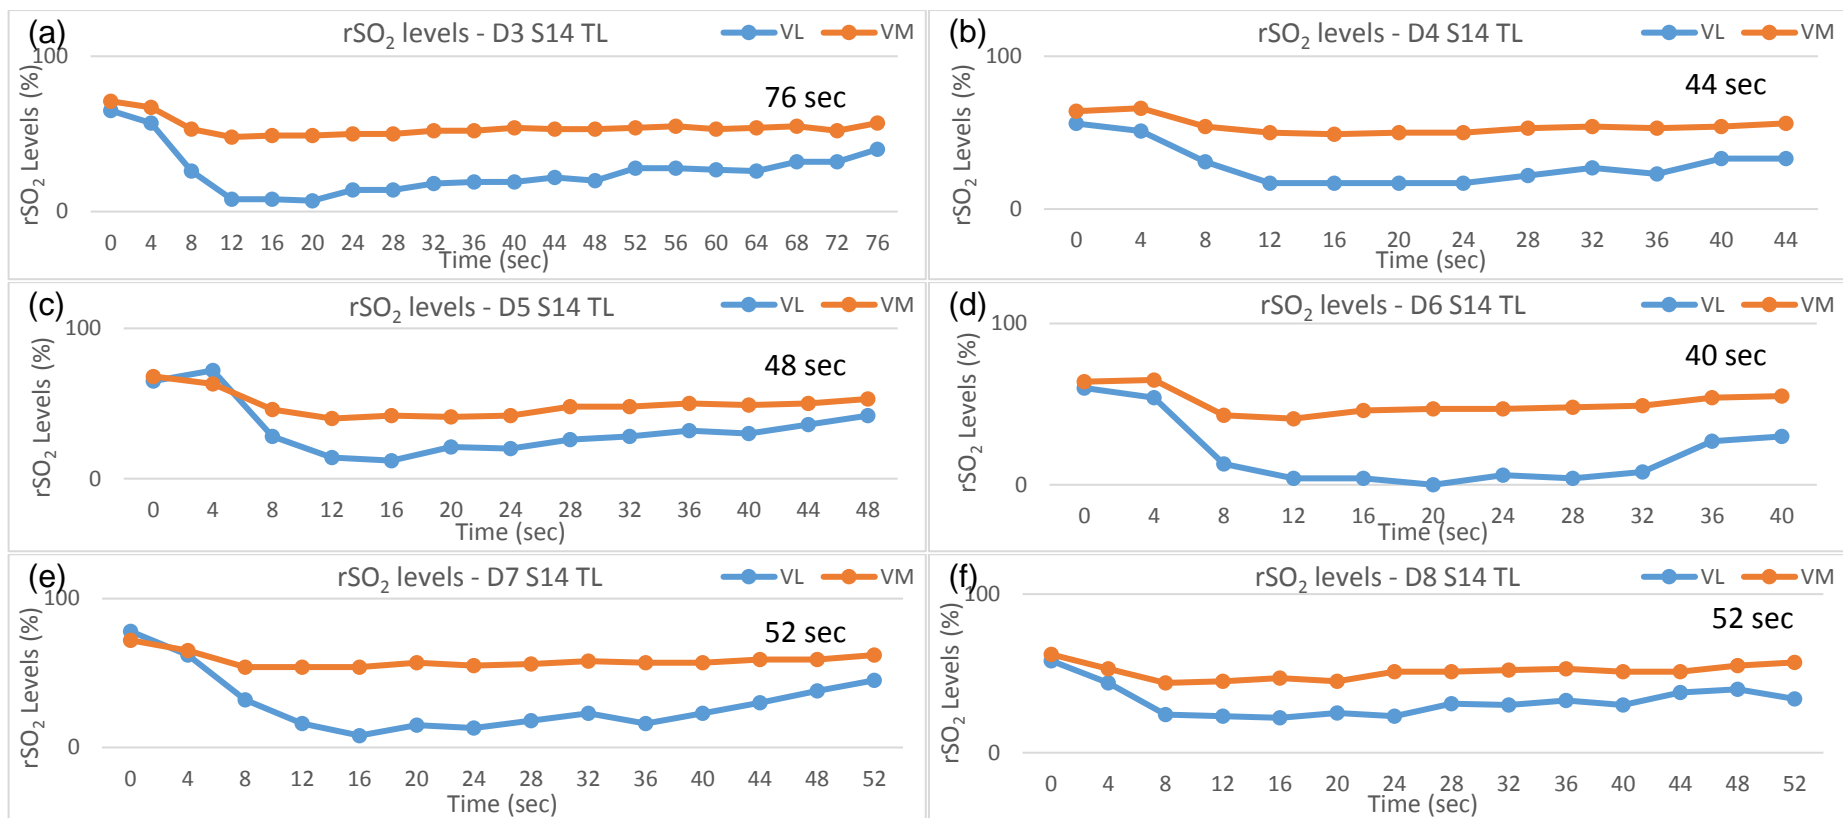 (a)
rSO₂ levels - D3 S14 TL
VL
VM
rSO₂ Levels (%)
100
0
76 sec
0 4 8 12 16 20 24 28 32 36 40 44 48 52 56 60 64 68 72 76
Time (sec)
(b)
rSO₂ levels - D4 S14 TL
VL
VM
rSO₂ Levels (%)
100
0
44 sec
0 4 8 12 16 20 24 28 32 36 40 44
Time (sec)
(c)
rSO₂ levels - D5 S14 TL
VL
VM
rSO₂ Levels (%)
100
0
48 sec
0 4 8 12 16 20 24 28 32 36 40 44 48
Time (sec)
(d)
rSO₂ levels - D6 S14 TL
VL
VM
rSO₂ Levels (%)
100
0
40 sec
0 4 8 12 16 20 24 28 32 36 40
Time (sec)
(e)
rSO₂ levels - D7 S14 TL
VL
VM
rSO₂ Levels (%)
100
0
52 sec
0 4 8 12 16 20 24 28 32 36 40 44 48 52
Time (sec)
(f)
rSO₂ levels - D8 S14 TL
VL
VM
rSO₂ Levels (%)
100
0
52 sec
0 4 8 12 16 20 24 28 32 36 40 44 48 52
Time (sec)